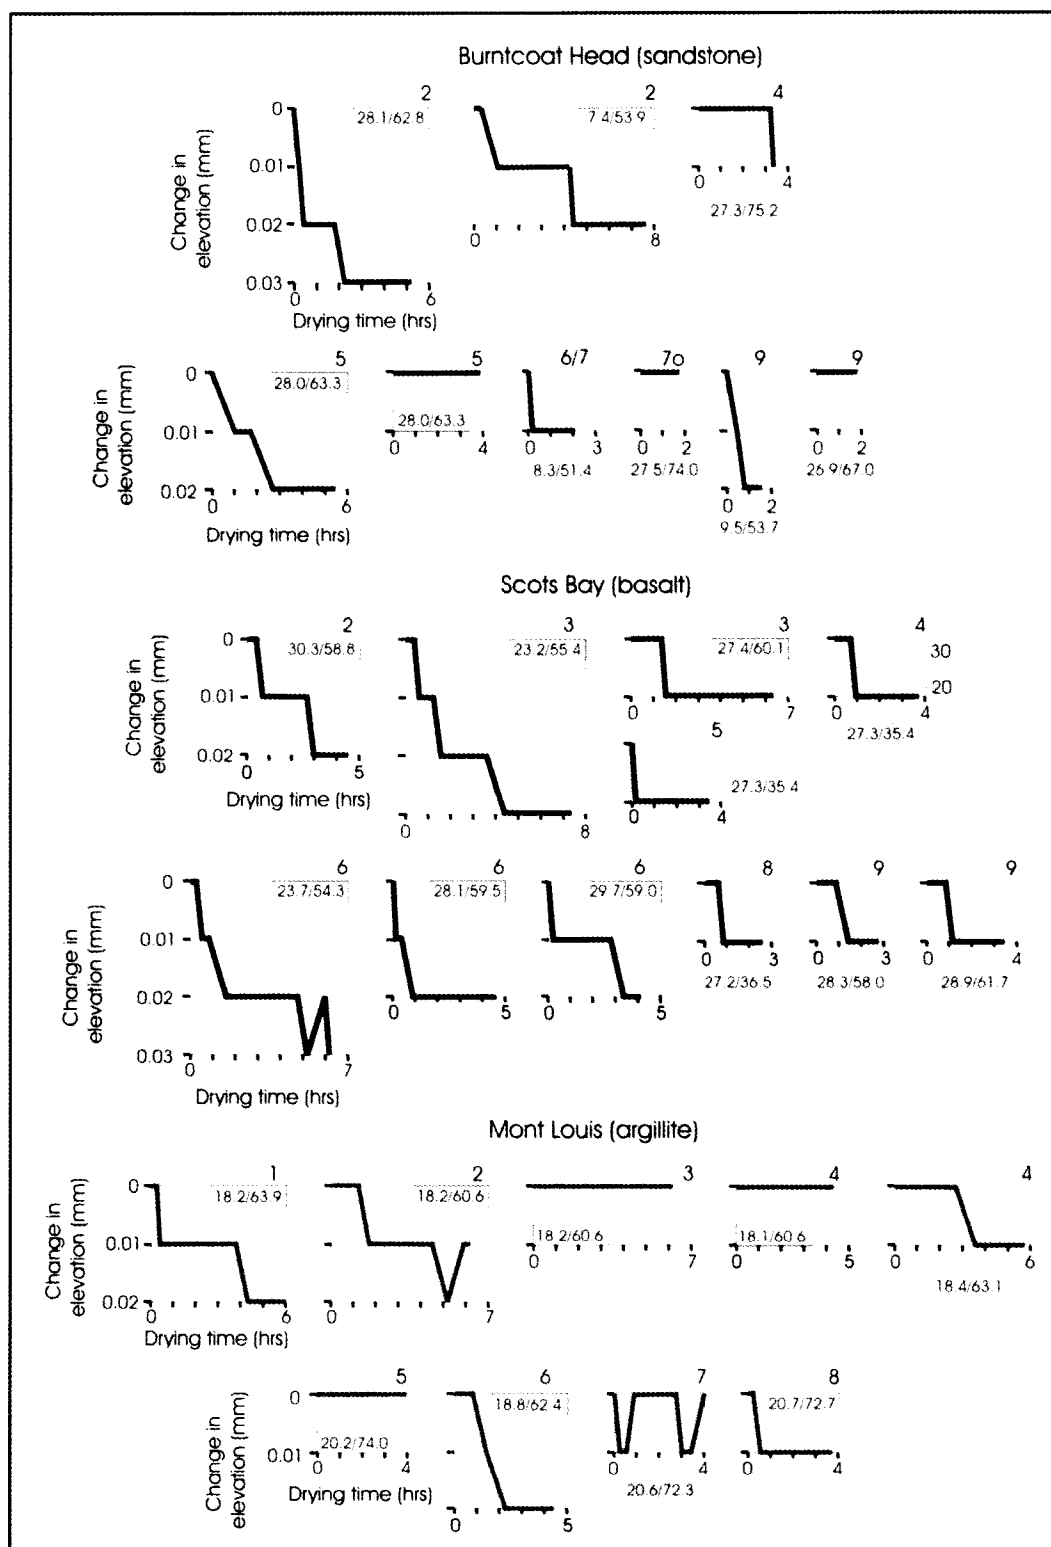 Burntcoat Head (sandstone)
2 2 4
0 28.1/62.8 7.4/53.9
0.01 0 4
27.3/75.2
0.02 0 8
0.03 0 6
Change in
elevation (mm)
Drying time (hrs)
5 5 6/7 7o 9 9
0 28.0/63.3
28.0/63.3
0.01 0 4 0 3 0 2 0 2
8.3/51.4 27.5/74.0 26.9/67.0
0.02 0 6 0 2
9.5/53.7
Change in
elevation (mm)
Drying time (hrs)
Scots Bay (basalt)
2 3 3 4
0 30.3/58.8 23.2/55.4 27.4/60.1 30
20
0.01 0 7 0 4
27.3/35.4
5
0.02 0 5
27.3/35.4
0 4
0 8
Change in
elevation (mm)
Drying time (hrs)
6 6 6 8 9 9
0 23.7/54.3 28.1/59.5 29.7/59.0
0.01 0 3 0 3 0 4
27.2/36.5 28.3/58.0 28.9/61.7
0.02 0 5 0 5
0.03 0 7
Change in
elevation (mm)
Drying time (hrs)
Mont Louis (argillite)
1 2 3 4 4
0 18.2/63.9 18.2/60.6
18.2/60.6 18.1/60.6
0.01 0 7 0 5 0 6
18.4/63.1
0.02 0 6 0 7
Change in
elevation (mm)
Drying time (hrs)
5 6 7 8
0 18.8/62.4 20.7/72.7
20.2/74.0
0.01 0 4 0 4 0 4
20.6/72.3
0 5
Change in
elevation (mm)
Drying time (hrs)